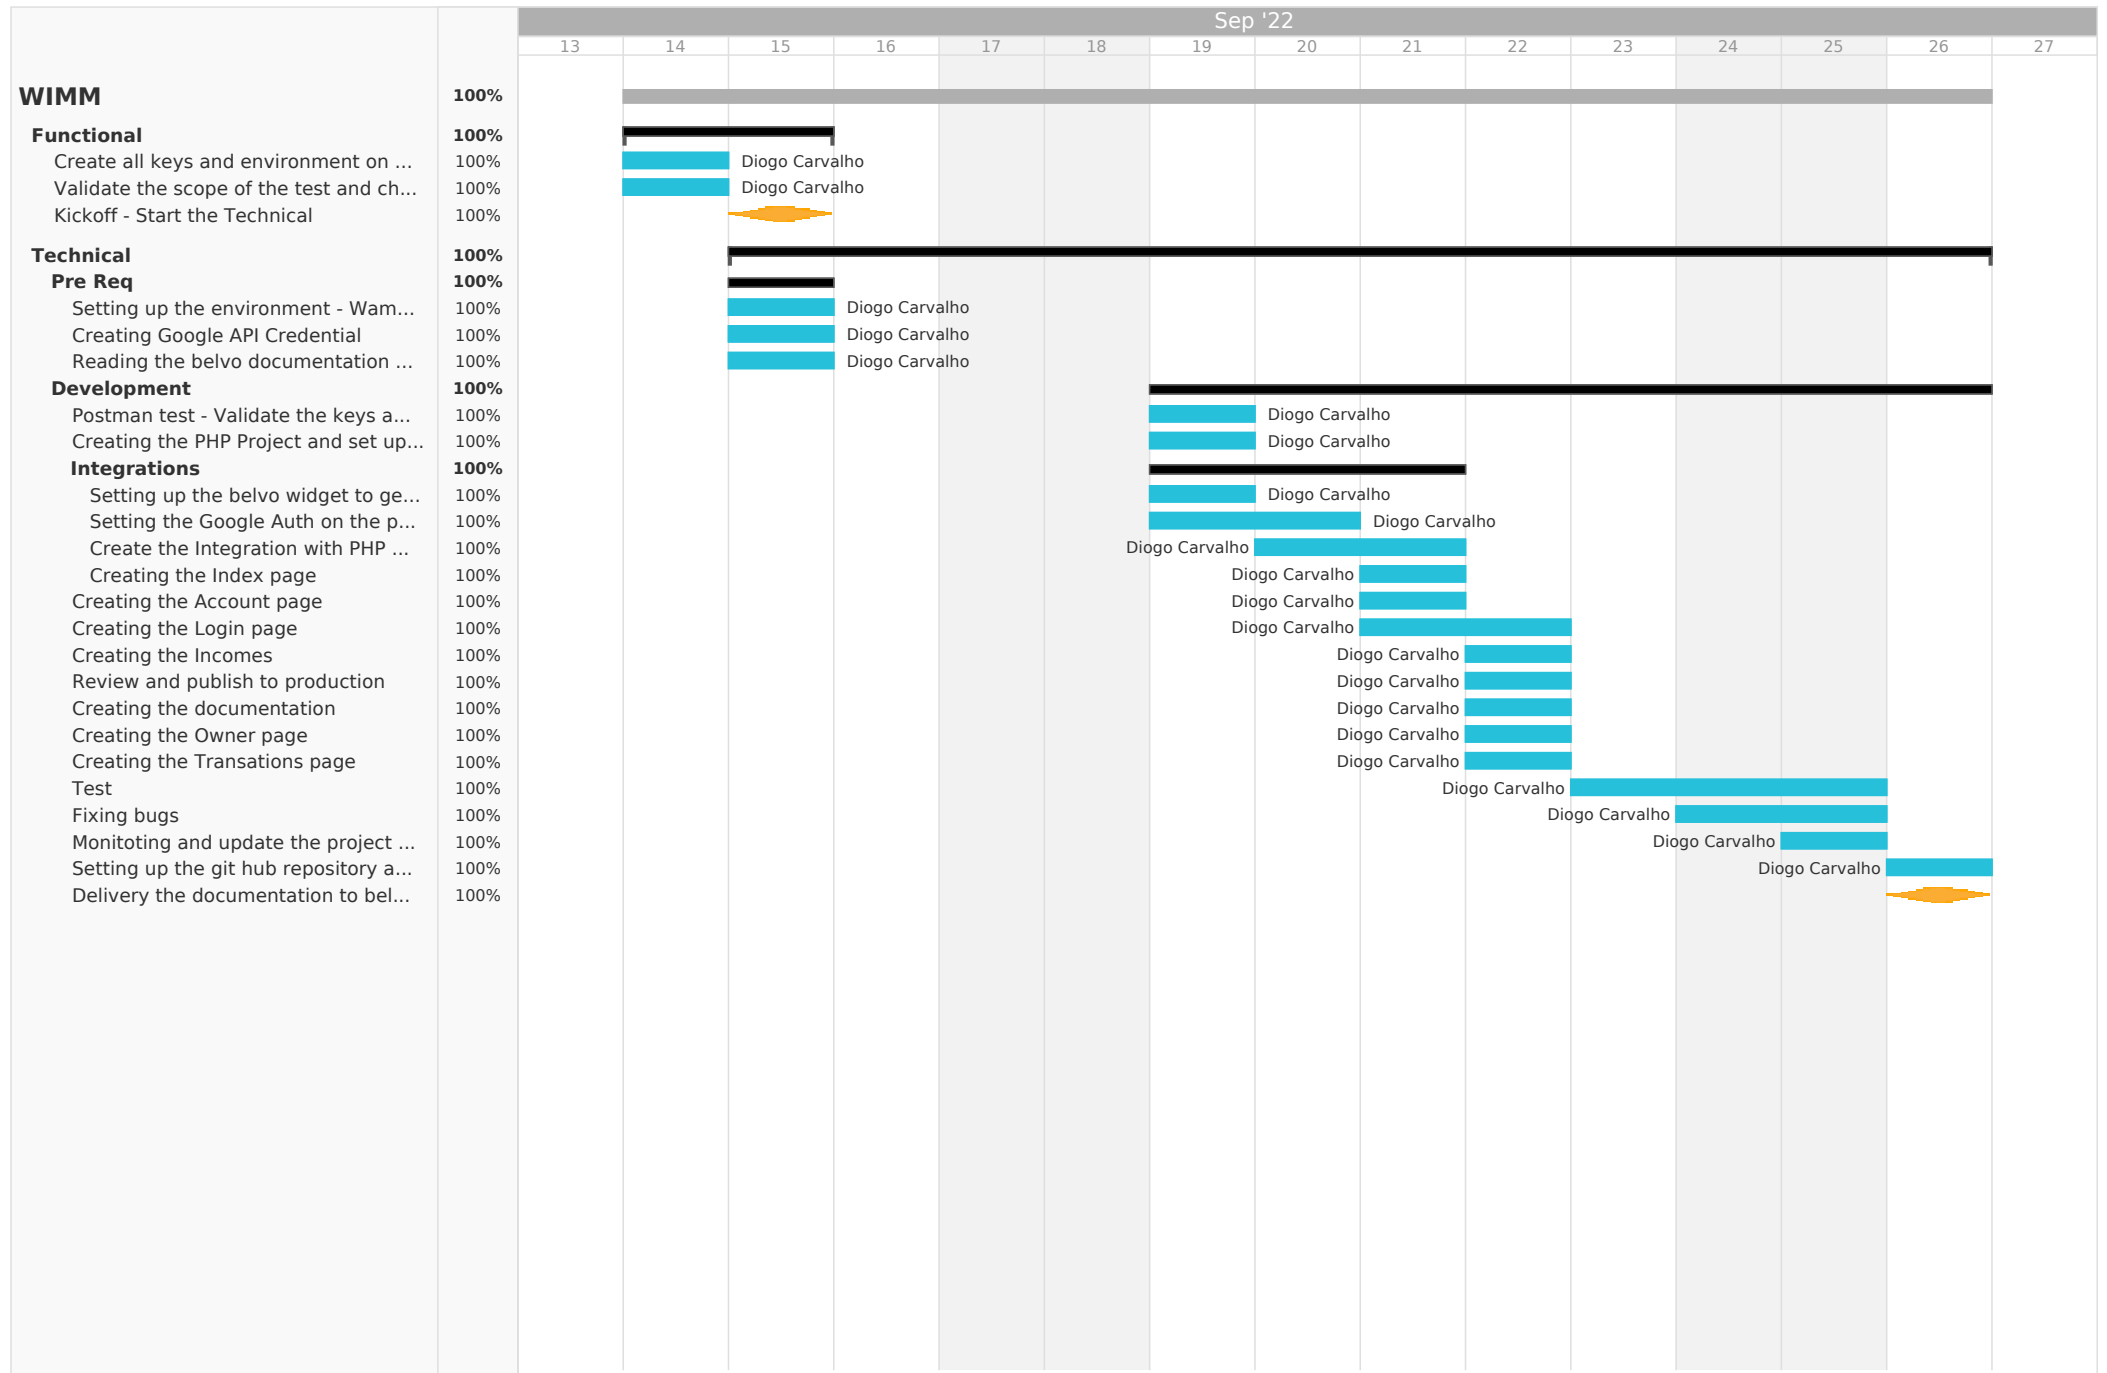 Sep '22
13 14 15 16 17 18 19 20 21 22 23 24 25 26 27
WIMM 100%
Functional 100%
Create all keys and environment on ... 100% Diogo Carvalho
Validate the scope of the test and ch... 100% Diogo Carvalho
Kickoff - Start the Technical 100%
Technical 100%
Pre Req 100%
Setting up the environment - Wam... 100% Diogo Carvalho
Creating Google API Credential 100% Diogo Carvalho
Reading the belvo documentation ... 100% Diogo Carvalho
Development 100%
Postman test - Validate the keys a... 100% Diogo Carvalho
Creating the PHP Project and set up... 100% Diogo Carvalho
Integrations 100%
Setting up the belvo widget to ge... 100% Diogo Carvalho
Setting the Google Auth on the p... 100% Diogo Carvalho
Create the Integration with PHP ... 100% Diogo Carvalho
Creating the Index page 100% Diogo Carvalho
Creating the Account page 100% Diogo Carvalho
Creating the Login page 100% Diogo Carvalho
Creating the Incomes 100% Diogo Carvalho
Review and publish to production 100% Diogo Carvalho
Creating the documentation 100% Diogo Carvalho
Creating the Owner page 100% Diogo Carvalho
Creating the Transations page 100% Diogo Carvalho
Test 100% Diogo Carvalho
Fixing bugs 100% Diogo Carvalho
Monitoting and update the project ... 100% Diogo Carvalho
Setting up the git hub repository a... 100% Diogo Carvalho
Delivery the documentation to bel... 100%